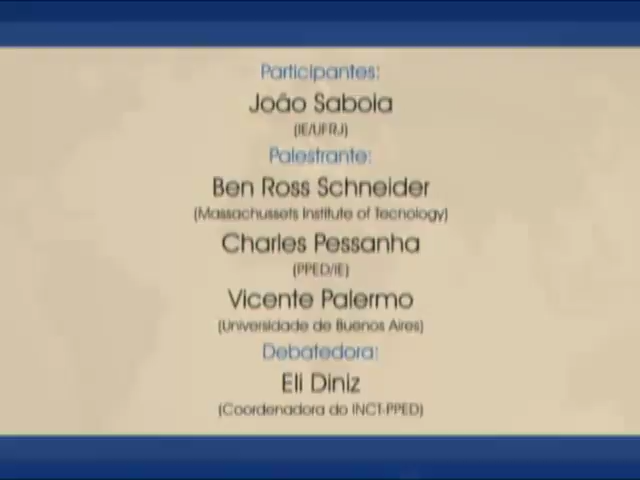 Participantes:
João Saboia
(IE/UFRJ)
Palestrante:
Ben Ross Schneider
(Massachussets Institute of Tecnology)
Charles Pessanha
(PPED/IE)
Vicente Palermo
(Universidade de Buenos Aires)
Debatedora:
Eli Diniz
(Coordenadora do INCT-PPED)